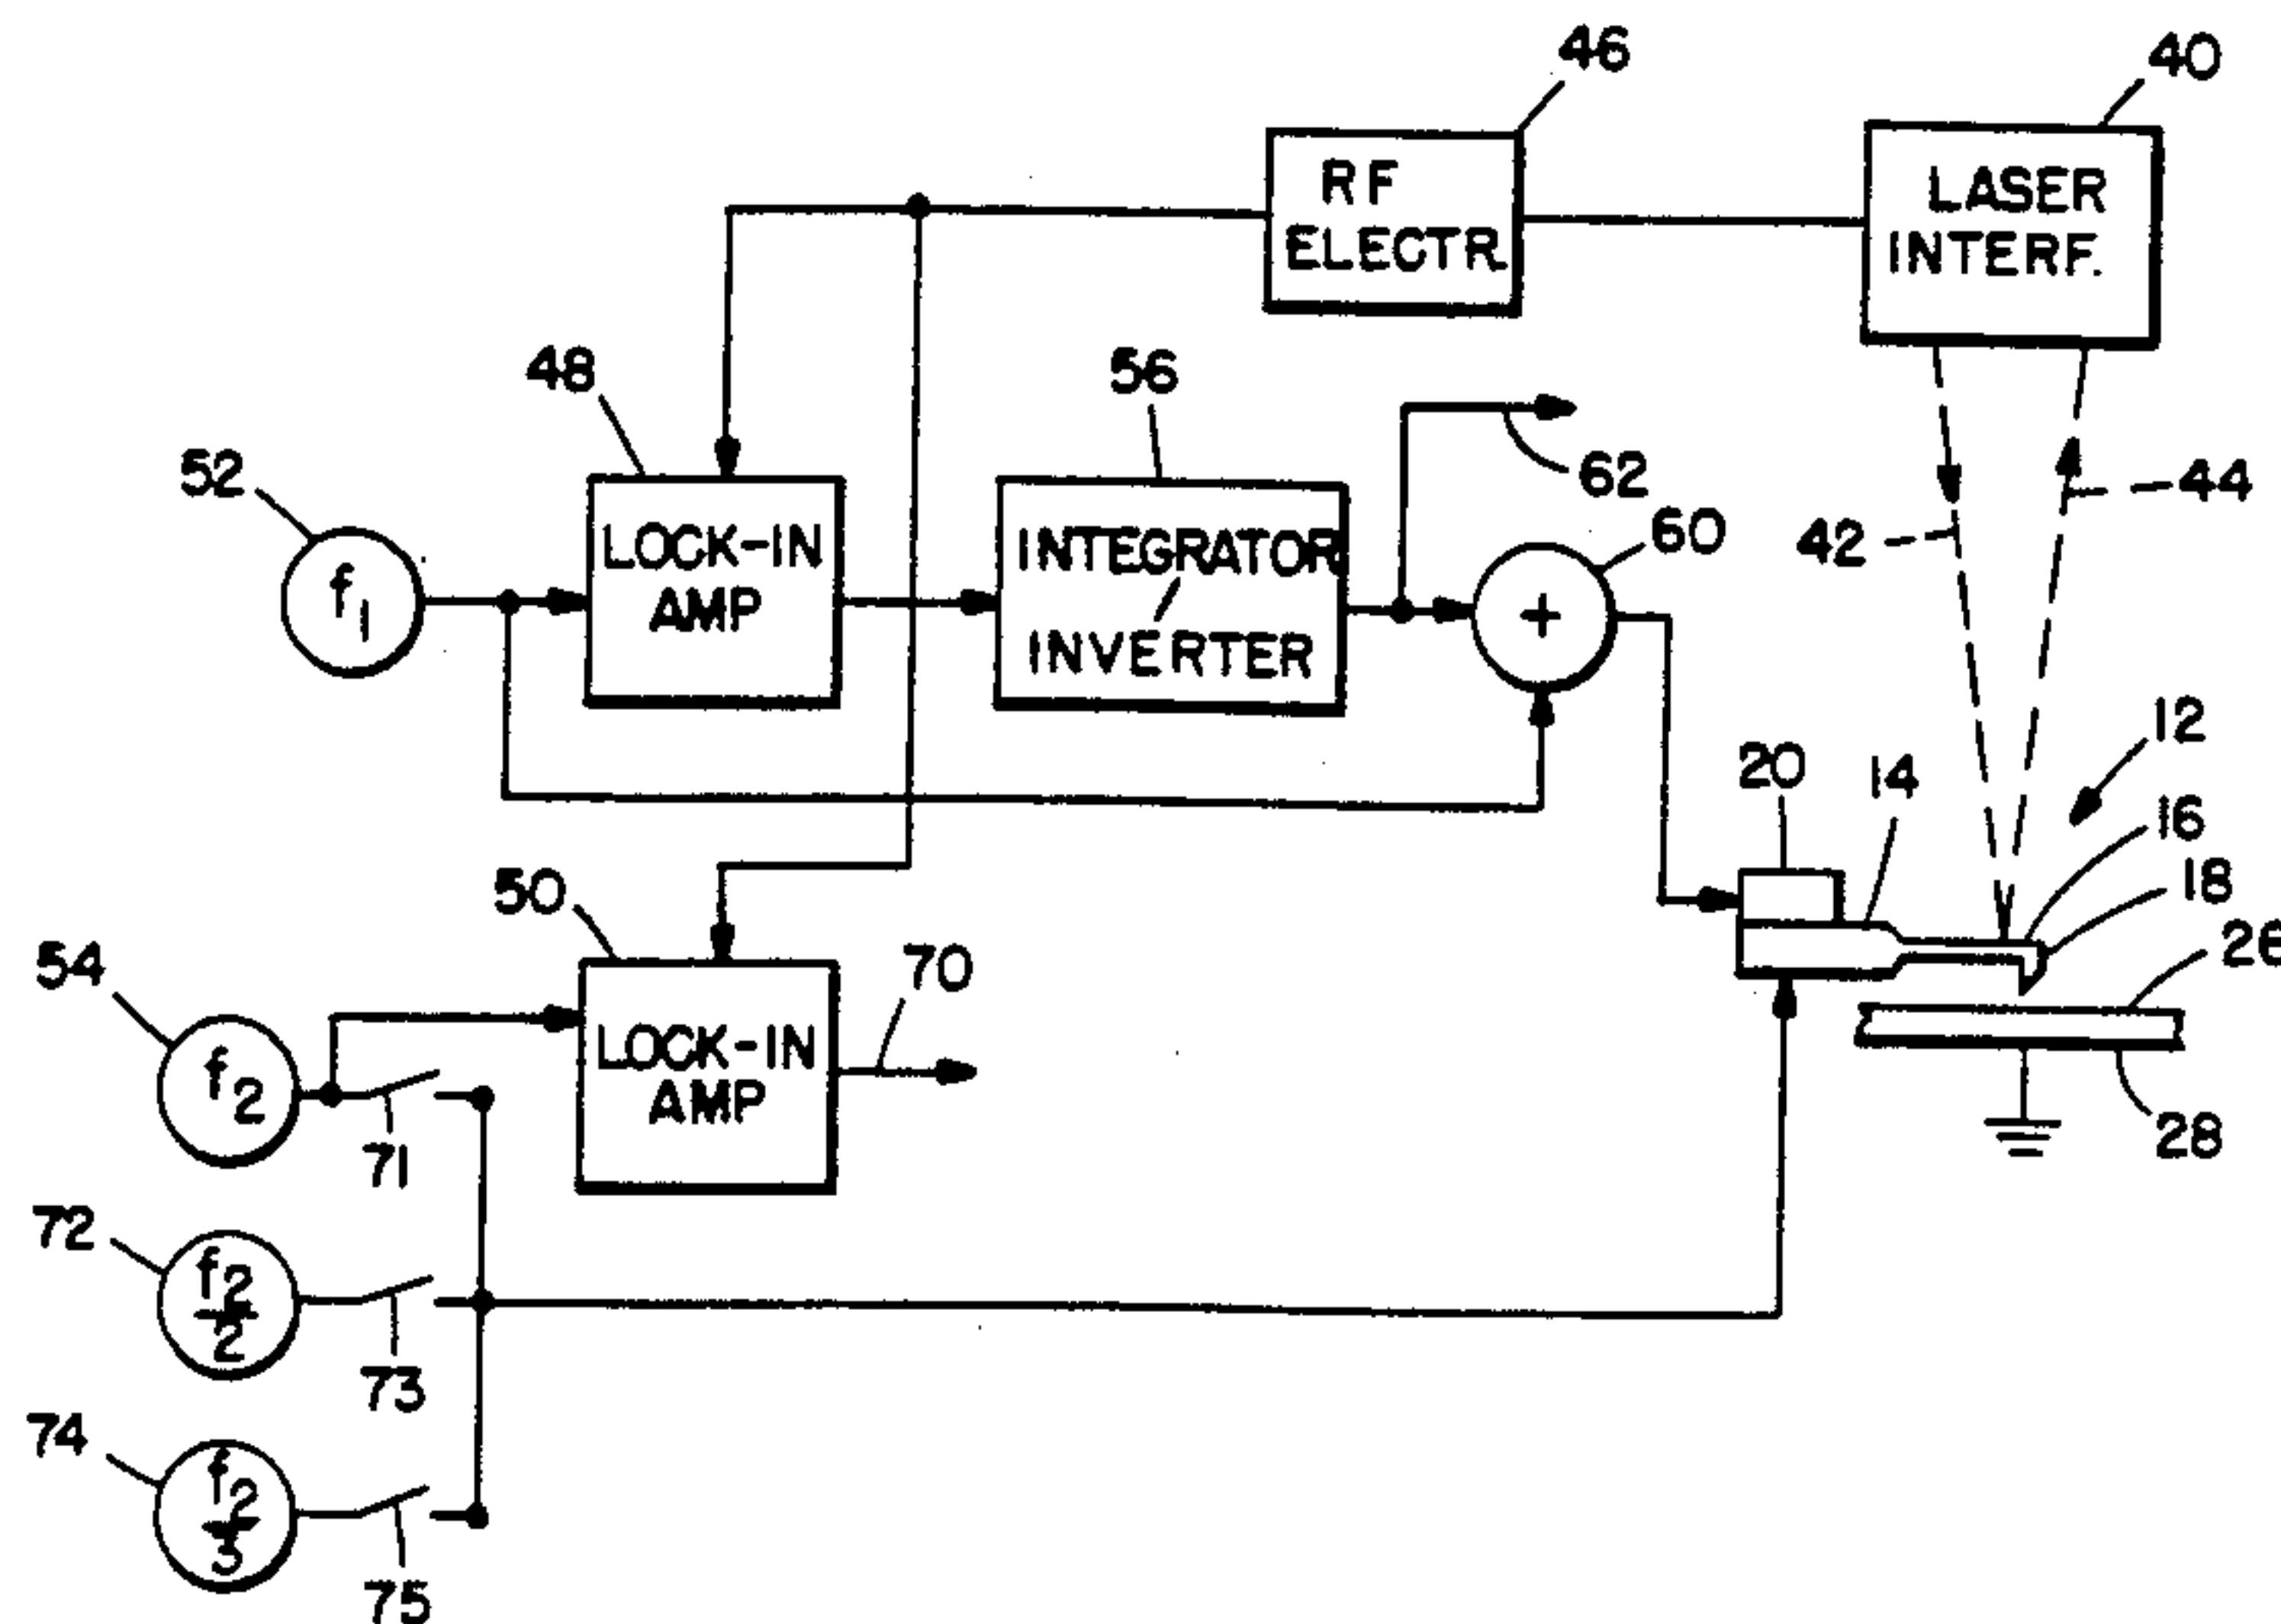 46
40
RF
ELECTR.
LASER
INTERF.
48
56
52
62
44
f1
LOCK-IN
AMP
INTEGRATOR/
INVERTER
+
60
42
12
20
14
16
18
50
54
70
f2
LOCK-IN
AMP
71
28
72
f2
2
73
74
f2
3
75